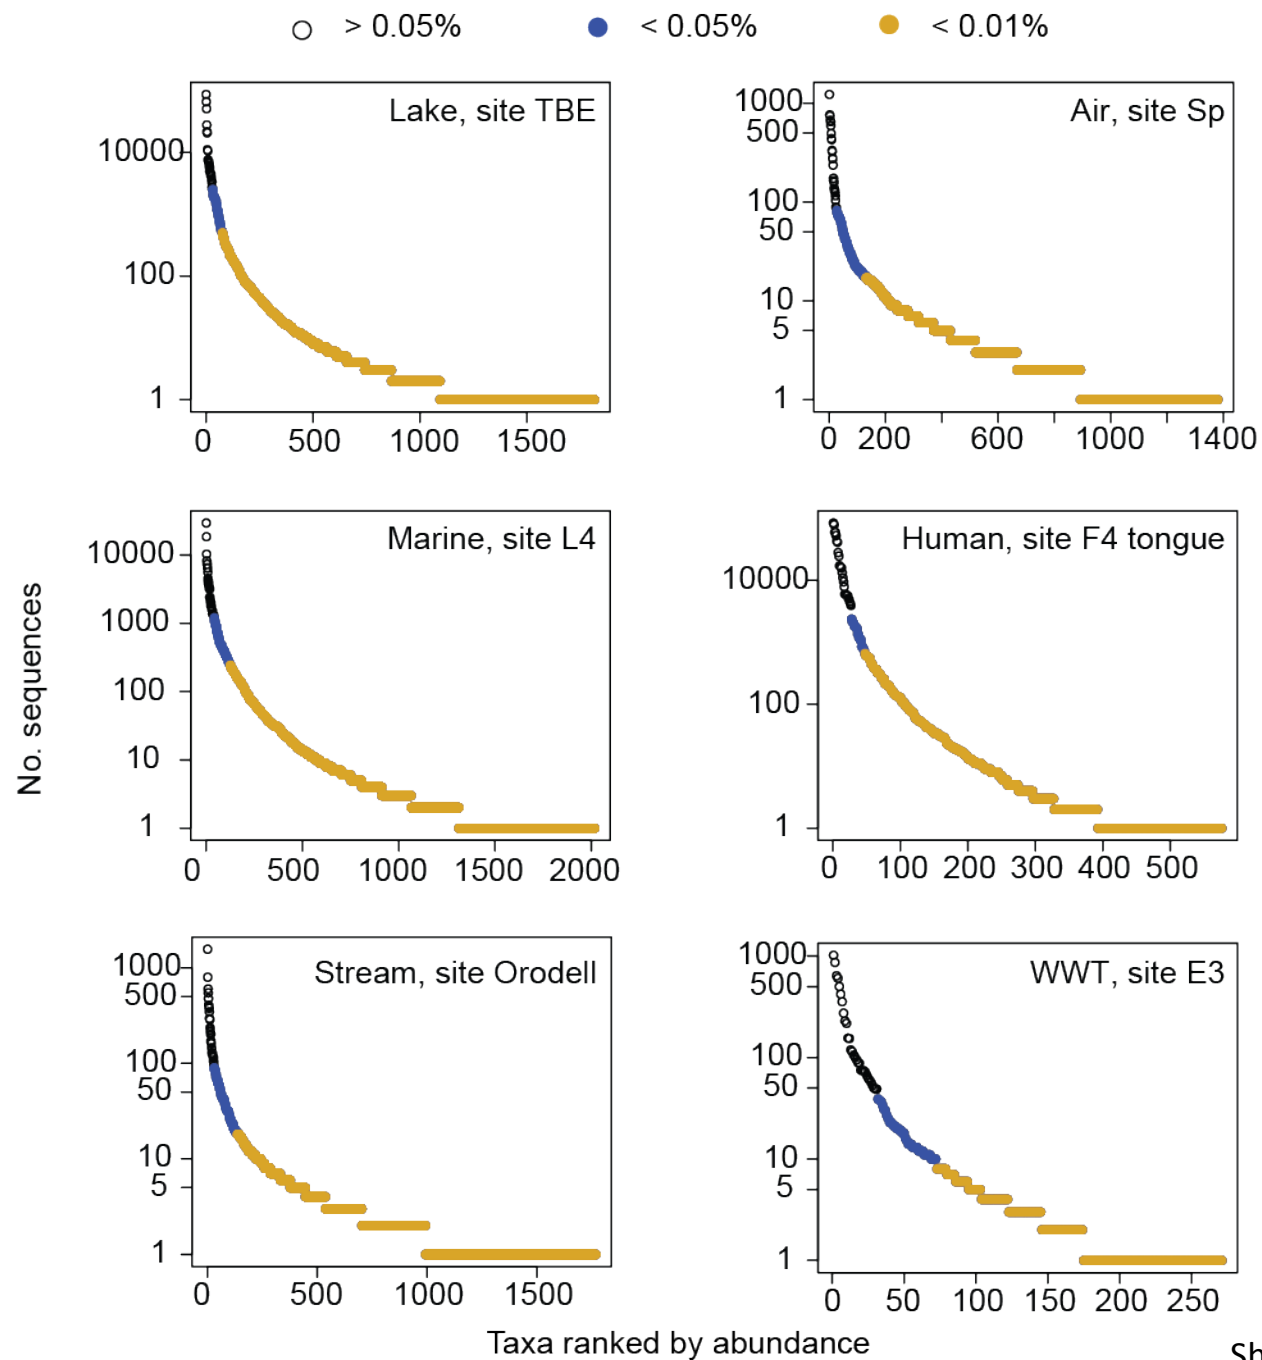 > 0.05% < 0.05% < 0.01%
Lake, site TBE
10000
100
1
0 500 1000 1500
Air, site Sp
1000
500
100
50
10
5
1
0 200 600 1000 1400
Marine, site L4
10000
1000
100
10
1
0 500 1000 1500 2000
Human, site F4 tongue
10000
100
1
0 100 200 300 400 500
Stream, site Orodell
1000
500
100
50
10
5
1
0 500 1000 1500
WWT, site E3
1000
500
100
50
10
5
1
0 50 100 150 200 250
No. sequences
Taxa ranked by abundance
Sh